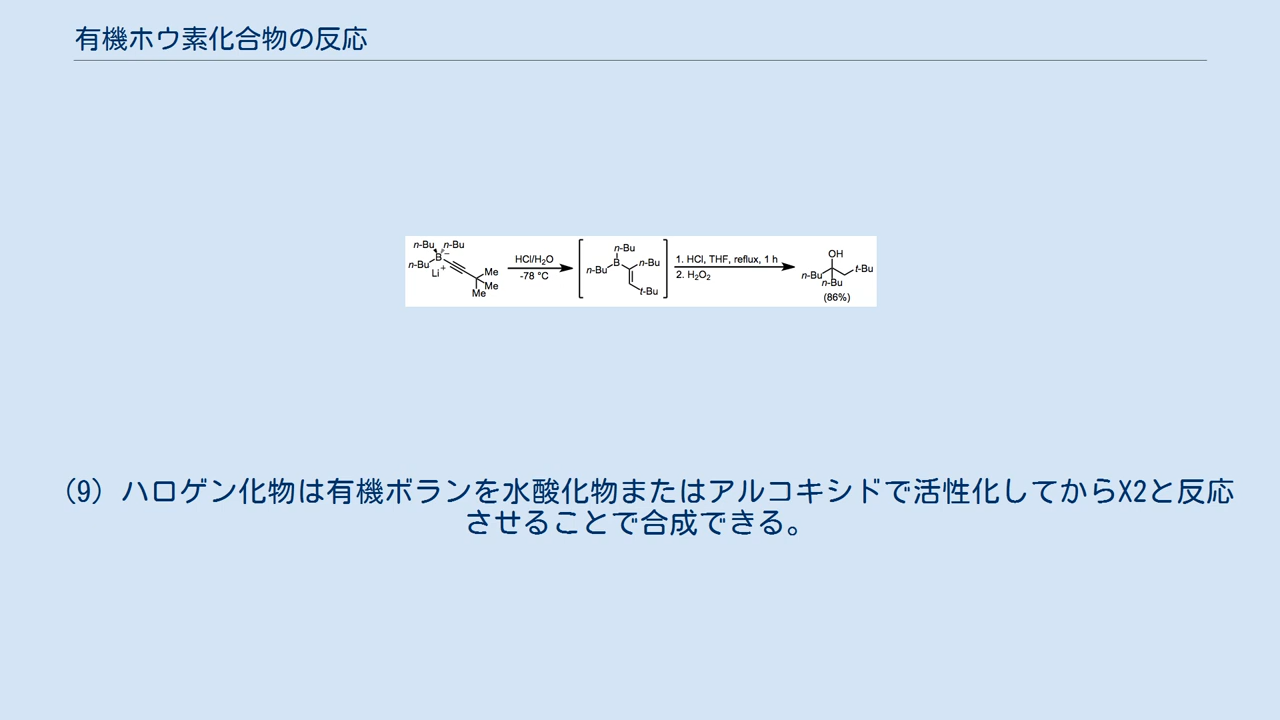 有機ホウ素化合物の反応
n-Bu n-Bu
n-Bu B −
Li +
Me
Me
Me
HCl/H₂O
-78 °C
n-Bu
n-Bu B n-Bu
t-Bu
1. HCl, THF, reflux, 1 h
2. H₂O₂
OH
n-Bu t-Bu
n-Bu
(86%)
(9) ハロゲン化物は有機ボランを水酸化物またはアルコキシドで活性化してからX2と反応
させることで合成できる。